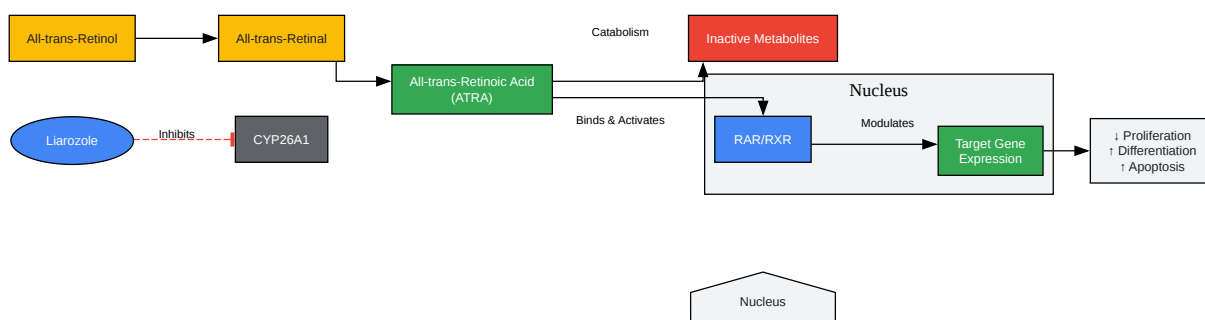 All-trans-Retinol
All-trans-Retinal
Catabolism
Inactive Metabolites
All-trans-Retinoic Acid
(ATRA)
Nucleus
Binds & Activates
Liarozole
Inhibits
CYP26A1
RAR/RXR
Modulates
Target Gene
Expression
↓ Proliferation
↑ Differentiation
↑ Apoptosis
Nucleus